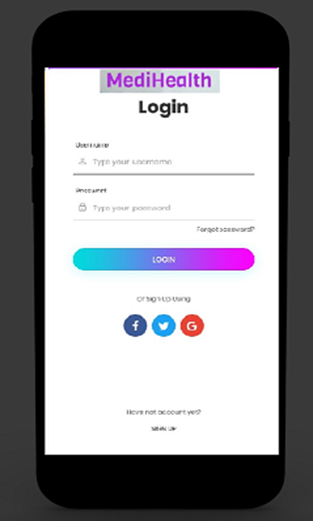 MediHealth
Login
Username
Type your username
Password
Type your password
Forgot password?
LOGIN
Or Sign Up Using
f
G
Have not account yet?
SIGN UP